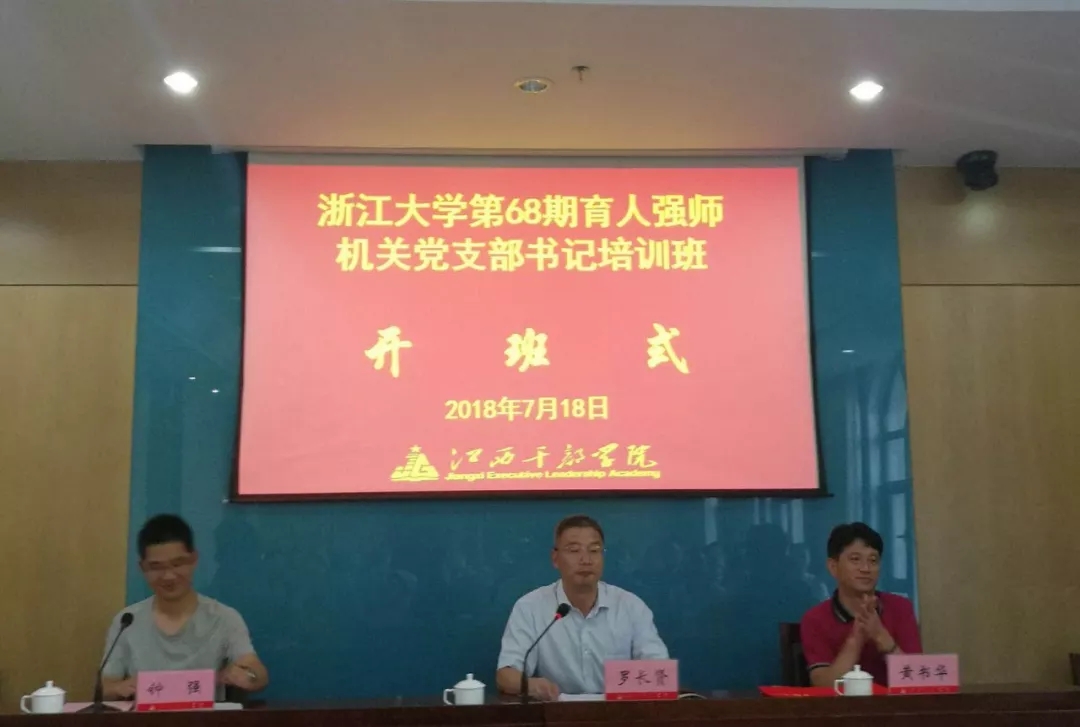 浙江大学第68期育人强师
机关党支部书记培训班
开 班 式
2018年7月18日
江西干部学院
Jiangxi Executive Leadership Academy
钟 强
罗长贤
黄书华